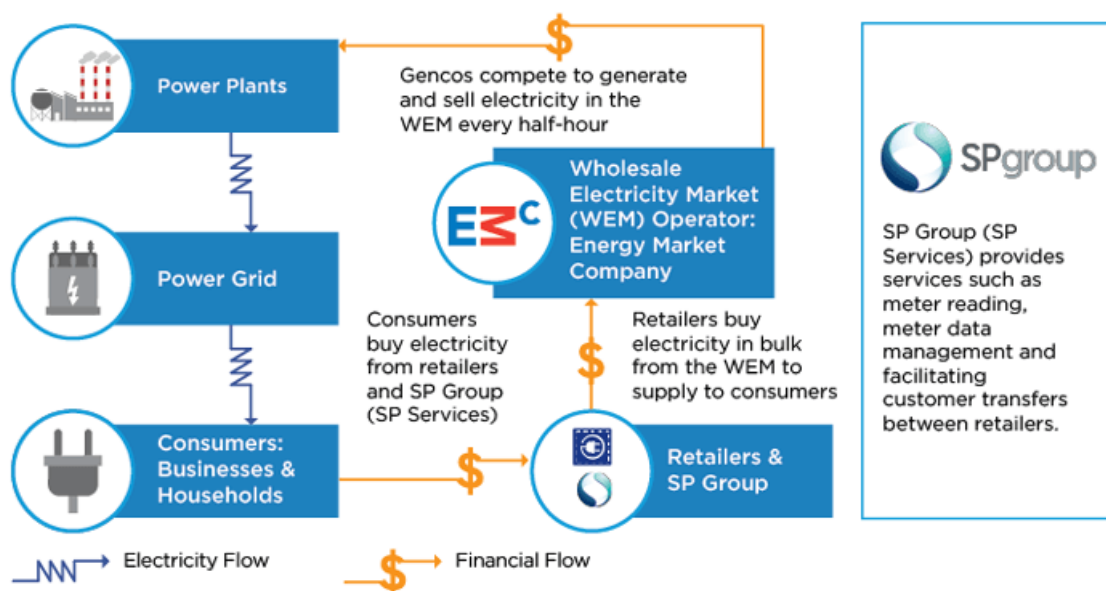 Power Plants
Gencos compete to generate
and sell electricity in the
WEM every half-hour
Power Grid
EMC
Wholesale
Electricity Market
(WEM) Operator:
Energy Market
Company
Consumers
buy electricity
from retailers
and SP Group
(SP Services)
Retailers buy
electricity in bulk
from the WEM to
supply to consumers
Consumers:
Businesses &
Households
Retailers &
SP Group
SPgroup
SP Group (SP
Services) provides
services such as
meter reading,
meter data
management and
facilitating
customer transfers
between retailers.
Electricity Flow
Financial Flow
$
$
$
$